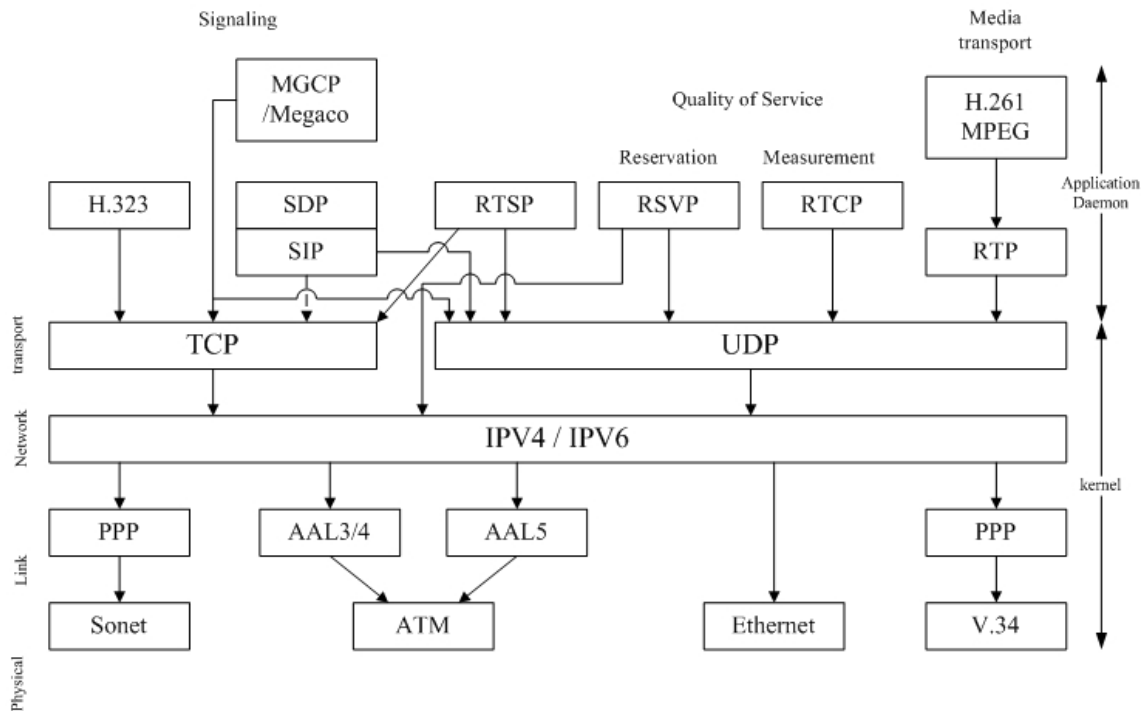 Signaling
Media
transport
MGCP
/Megaco
Quality of Service
H.261
MPEG
Reservation
Measurement
Application
Daemon
H.323
SDP
SIP
RTSP
RSVP
RTCP
RTP
transport
TCP
UDP
Network
IPV4 / IPV6
kernel
Link
PPP
AAL3/4
AAL5
PPP
Sonet
ATM
Ethernet
V.34
Physical